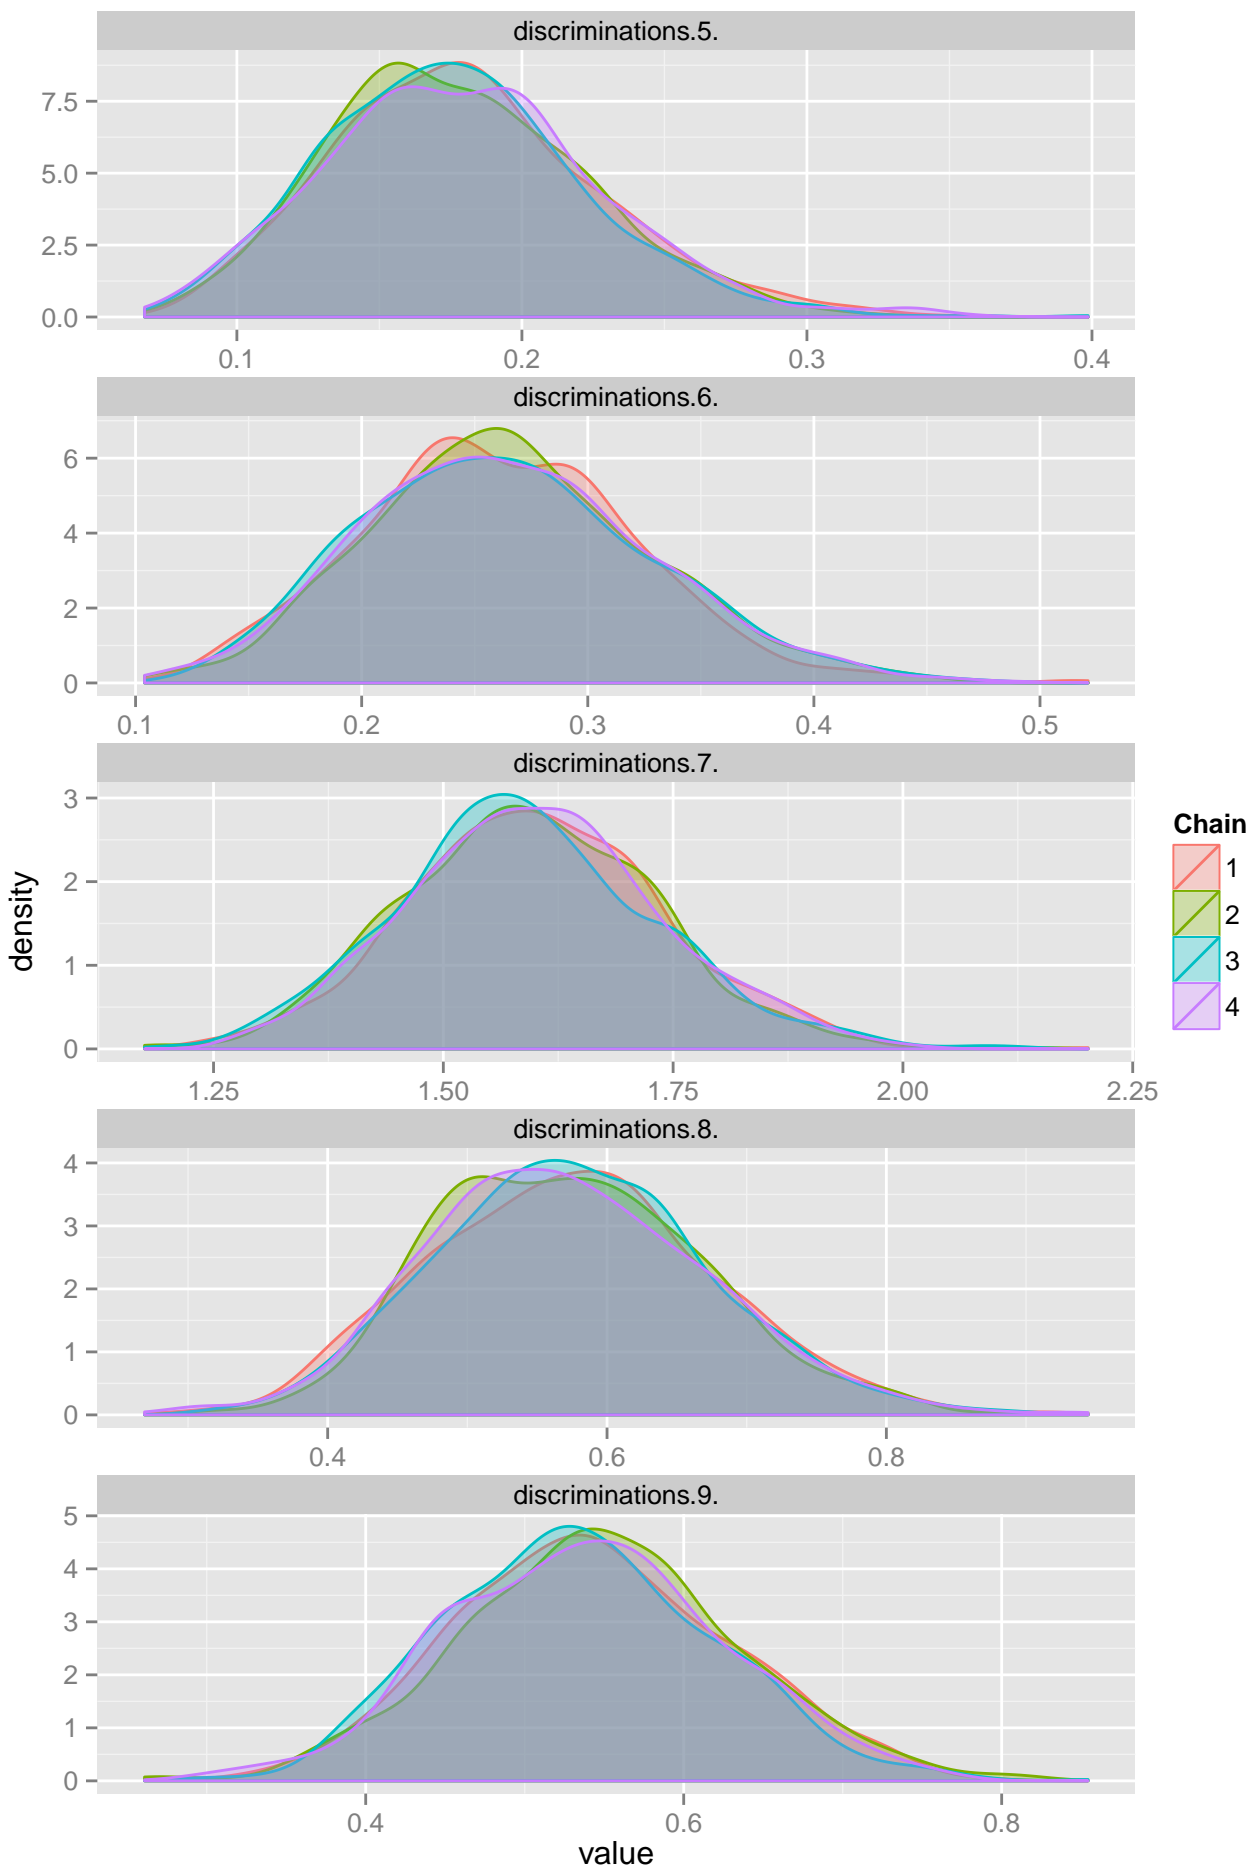 discriminations.5.
7.5
5.0
2.5
0.0
0.1 0.2 0.3 0.4
discriminations.6.
6
4
2
0
0.1 0.2 0.3 0.4 0.5
discriminations.7.
3
2
1
0
1.25 1.50 1.75 2.00 2.25
discriminations.8.
4
3
2
1
0
0.4 0.6 0.8
discriminations.9.
5
4
3
2
1
0
0.4 0.6 0.8
value
density
Chain
1
2
3
4